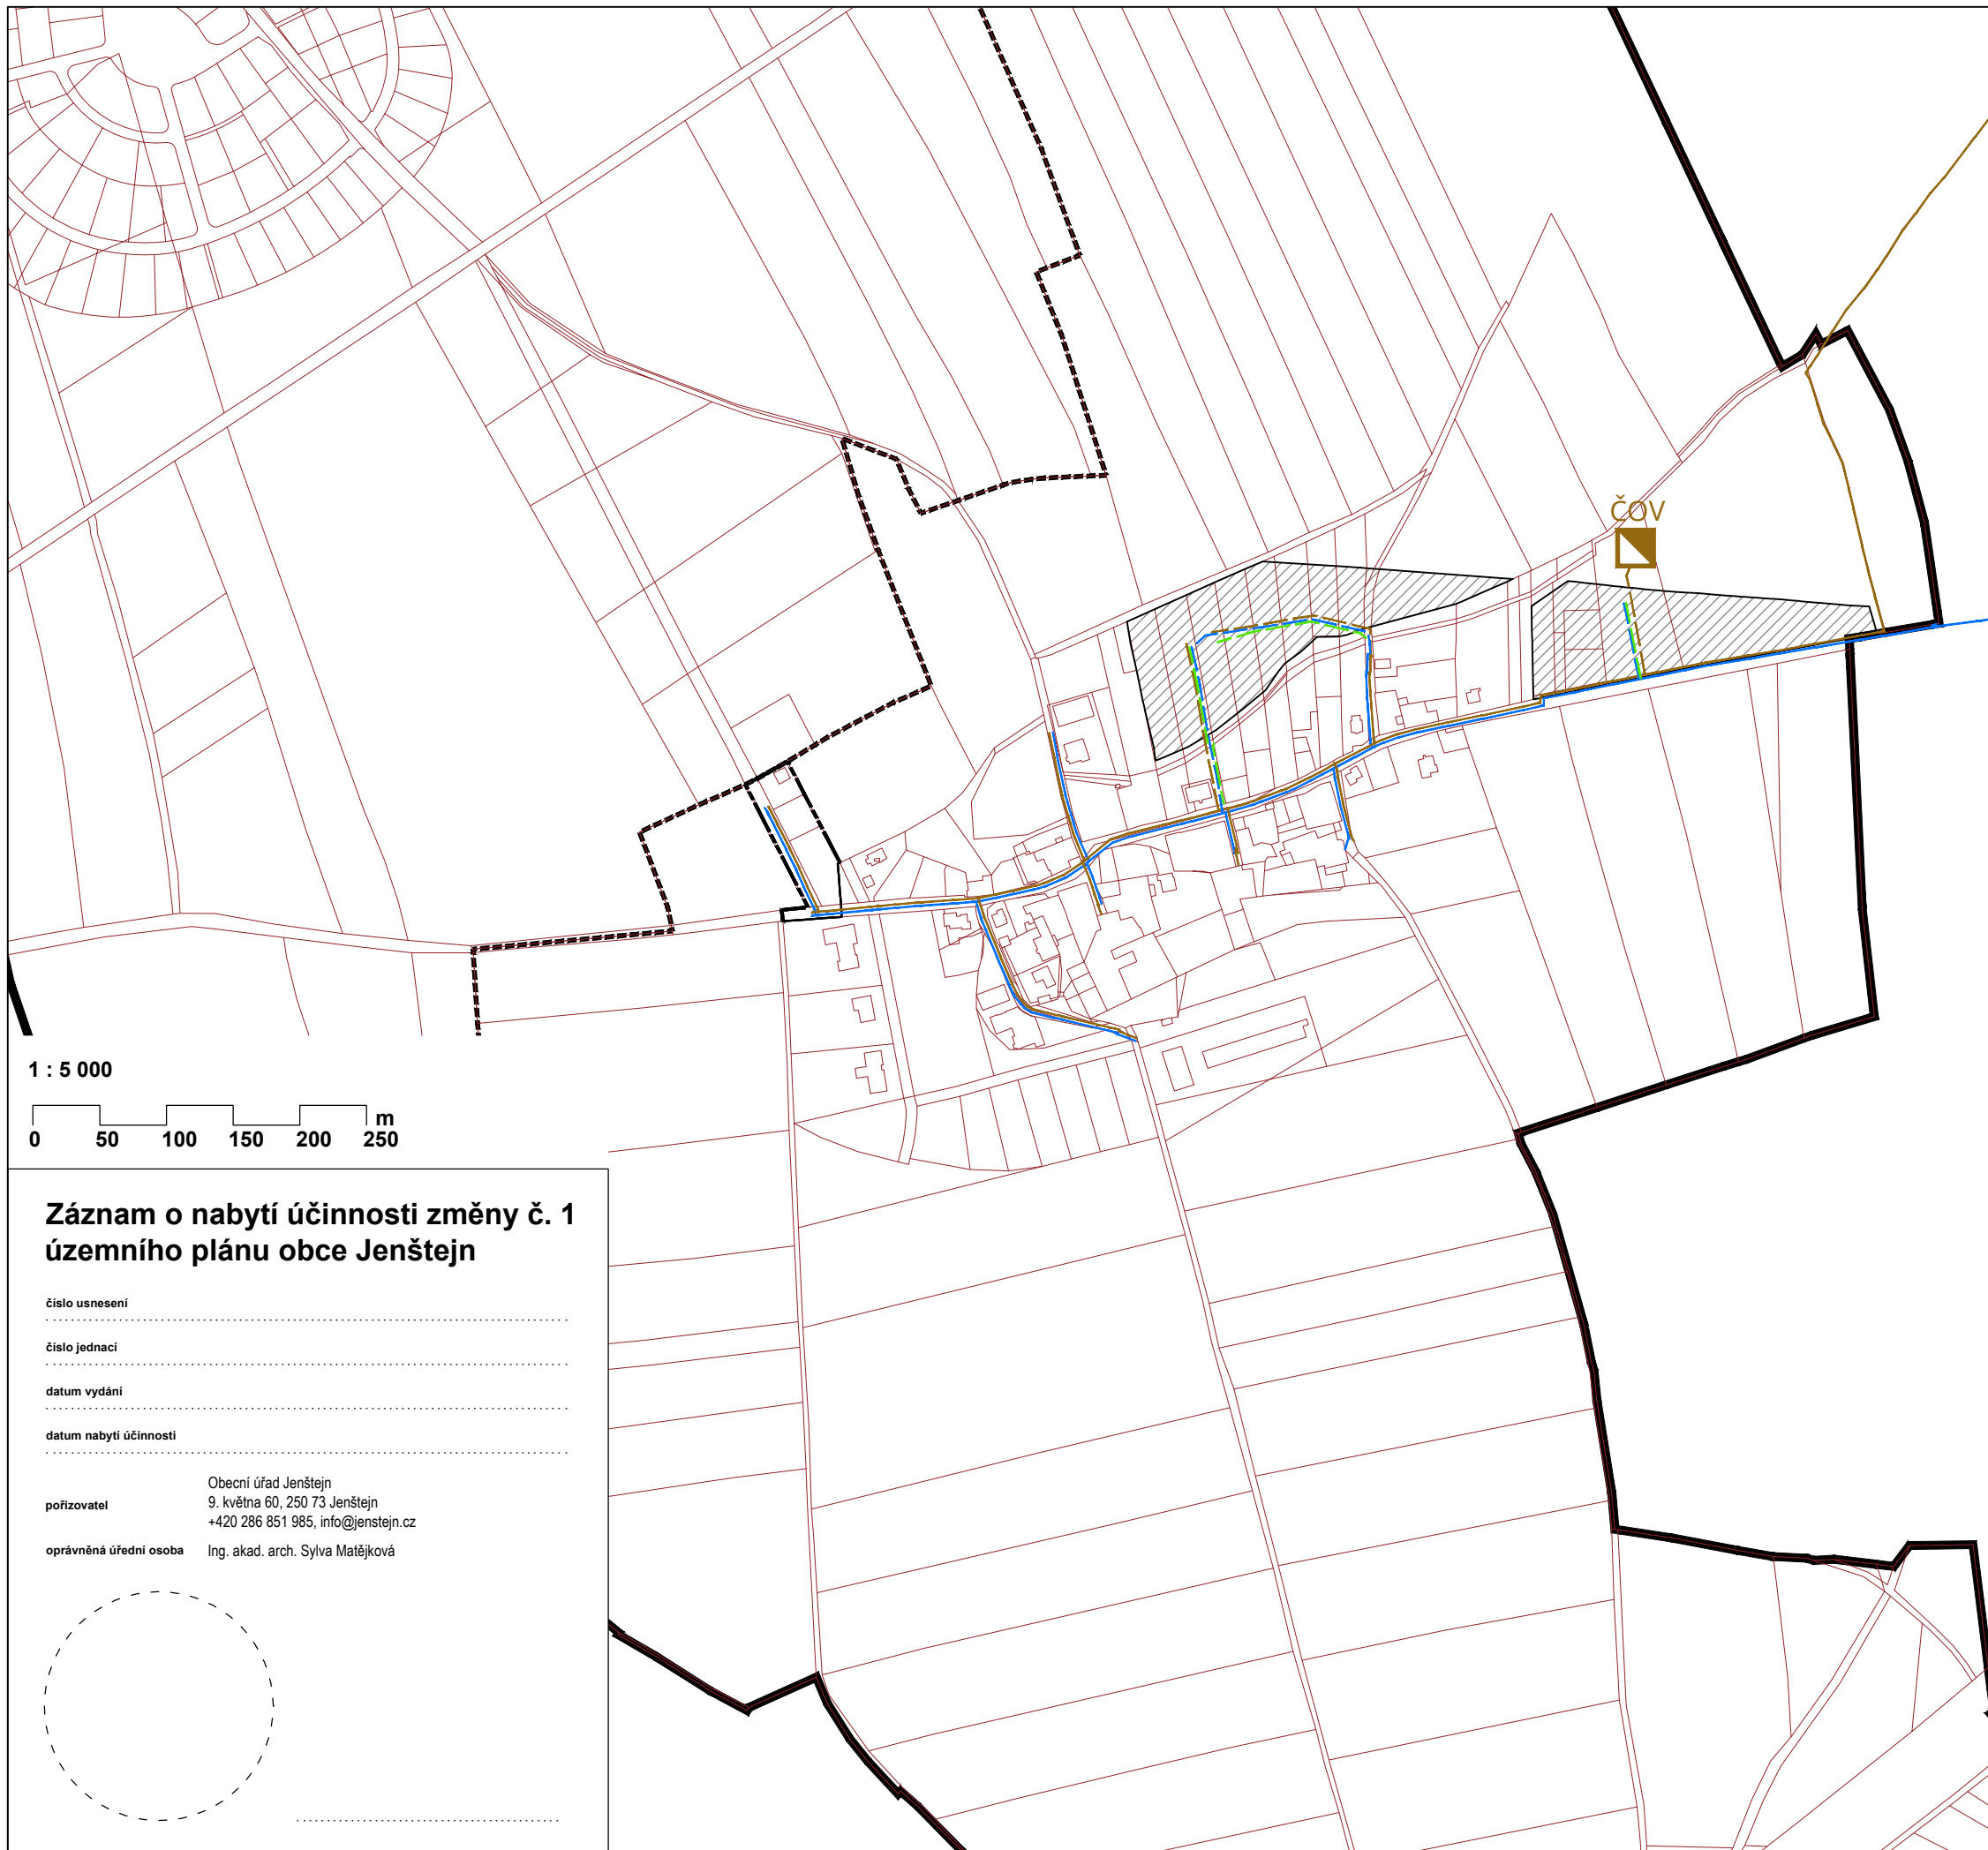 ČOV
1 : 5 000
m
0 50 100 150 200 250
Záznam o nabytí účinnosti změny č. 1
územního plánu obce Jenštejn
číslo usnesení
číslo jednací
datum vydání
datum nabytí účinnosti
pořizovatel
Obecní úřad Jenštejn
9. května 60, 250 73 Jenštejn
+420 286 851 985, info@jenstejn.cz
oprávněná úřední osoba Ing. akad. arch. Sylva Matějková